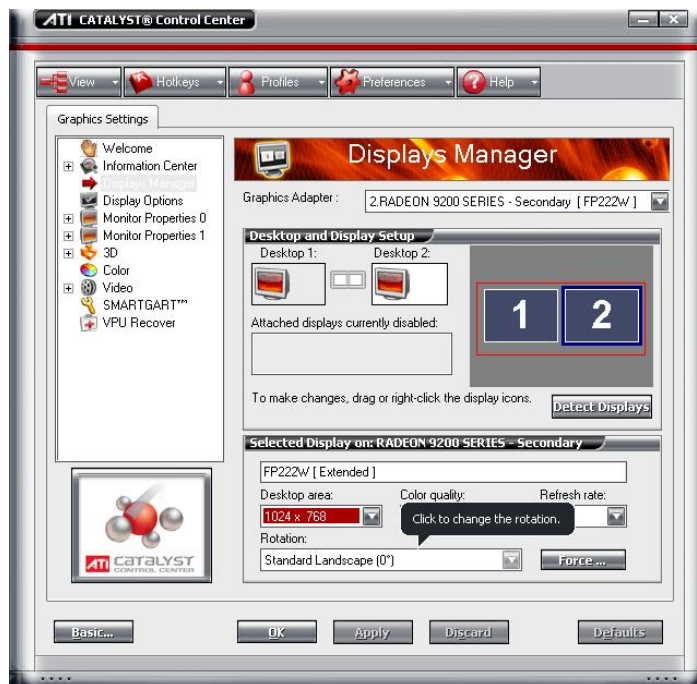 ATI CATALYST® Control Center
View
Hotkeys
Profiles
Preferences
Help
Graphics Settings
Welcome
Information Center
Displays Manager
Display Options
Monitor Properties 0
Monitor Properties 1
3D
Color
Video
SMARTGART™
VPU Recover
Displays Manager
Graphics Adapter :
2.RADEON 9200 SERIES - Secondary [ FP222W ]
Desktop and Display Setup
Desktop 1:
Desktop 2:
Attached displays currently disabled:
1
2
To make changes, drag or right-click the display icons.
Detect Displays
Selected Display on: RADEON 9200 SERIES - Secondary
FP222W [ Extended ]
Desktop area:
Color quality:
Refresh rate:
1024 x 768
Click to change the rotation.
Rotation:
Standard Landscape (0°)
Force ...
ATI CATALYST
CONTROL CENTER
Basic...
OK
Apply
Discard
Defaults